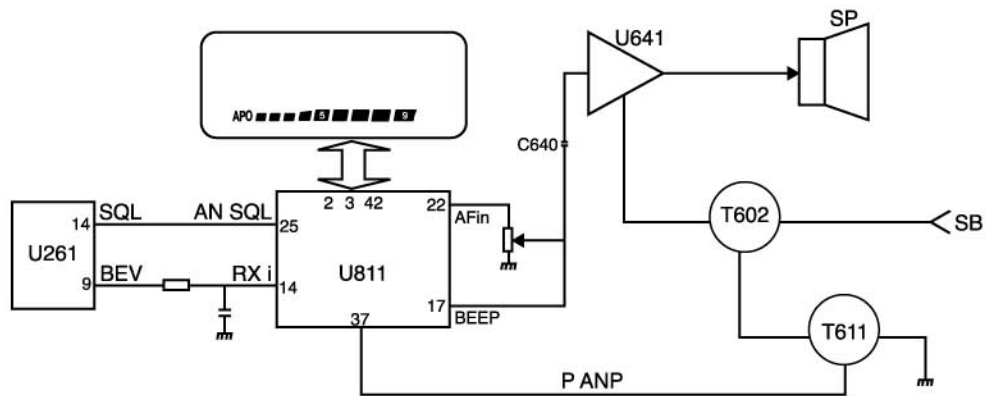 U641
SP
APO 5 9
C640
2 3 42
22
AFin
14 SQL AN SQL 25
T602
SB
U261
U811
9 BEV RX i 14
17
BEEP
37
T611
P ANP